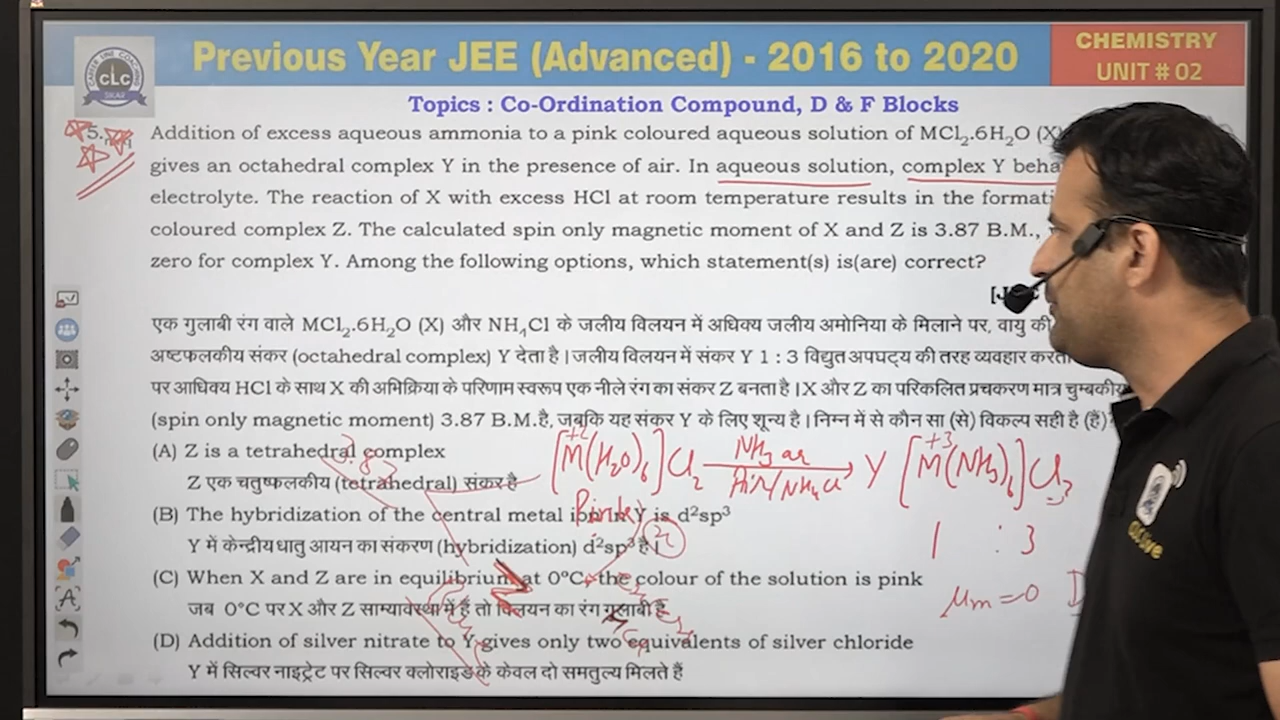 Previous Year JEE (Advanced) - 2016 to 2020
CHEMISTRY
UNIT # 02
CLC
SIKAR
Topics : Co-Ordination Compound, D & F Blocks
5.
Addition of excess aqueous ammonia to a pink coloured aqueous solution of MCl₂.6H₂O (X)
gives an octahedral complex Y in the presence of air. In aqueous solution, complex Y beha
electrolyte. The reaction of X with excess HCl at room temperature results in the formati
coloured complex Z. The calculated spin only magnetic moment of X and Z is 3.87 B.M.,
zero for complex Y. Among the following options, which statement(s) is(are) correct?
एक गुलाबी रंग वाले MCl₂.6H₂O (X) और NH₄Cl के जलीय विलयन में अधिक्य जलीय अमोनिया के मिलाने पर, वायु की
अष्टफलकीय संकर (octahedral complex) Y देता है। जलीय विलयन में संकर Y 1 : 3 विद्युत अपघट्य की तरह व्यवहार करता
पर आधिक्य HCl के साथ X की अभिक्रिया के परिणाम स्वरूप एक नीले रंग का संकर Z बनता है।X और Z का परिकलित प्रचकरण मात्र चुम्बकीय
(spin only magnetic moment) 3.87 B.M.है, जबकि यह संकर Y के लिए शून्य है। निम्न में से कौन सा (से) विकल्प सही है (हैं)?
(A) Z is a tetrahedral complex
Z एक चतुष्फलकीय (tetrahedral) संकर है
3.87
[M⁺²(H₂O)₆]Cl₂ NH₃ aq Air/NH₄Cl → Y [M⁺³(NH₃)₆]Cl₃
Pink
1 : 3
(B) The hybridization of the central metal ion in Y is d²sp³
Y में केन्द्रीय धातु आयन का संकरण (hybridization) d²sp³ है।
(C) When X and Z are in equilibrium at 0°C, the colour of the solution is pink
जब 0°C पर X और Z साम्यावस्था में हैं तो विलयन का रंग गुलाबी है
μm = 0 D
(D) Addition of silver nitrate to Y gives only two equivalents of silver chloride
Y में सिल्वर नाइट्रेट पर सिल्वर क्लोराइड के केवल दो समतुल्य मिलते हैं